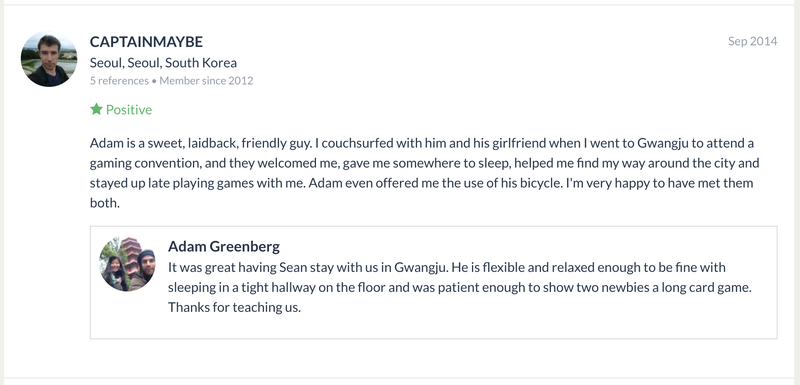 CAPTAINMAYBE
Sep 2014
Seoul, Seoul, South Korea
5 references • Member since 2012
Positive
Adam is a sweet, laidback, friendly guy. I couchsurfed with him and his girlfriend when I went to Gwangju to attend a
gaming convention, and they welcomed me, gave me somewhere to sleep, helped me find my way around the city and
stayed up late playing games with me. Adam even offered me the use of his bicycle. I'm very happy to have met them
both.
Adam Greenberg
It was great having Sean stay with us in Gwangju. He is flexible and relaxed enough to be fine with
sleeping in a tight hallway on the floor and was patient enough to show two newbies a long card game.
Thanks for teaching us.